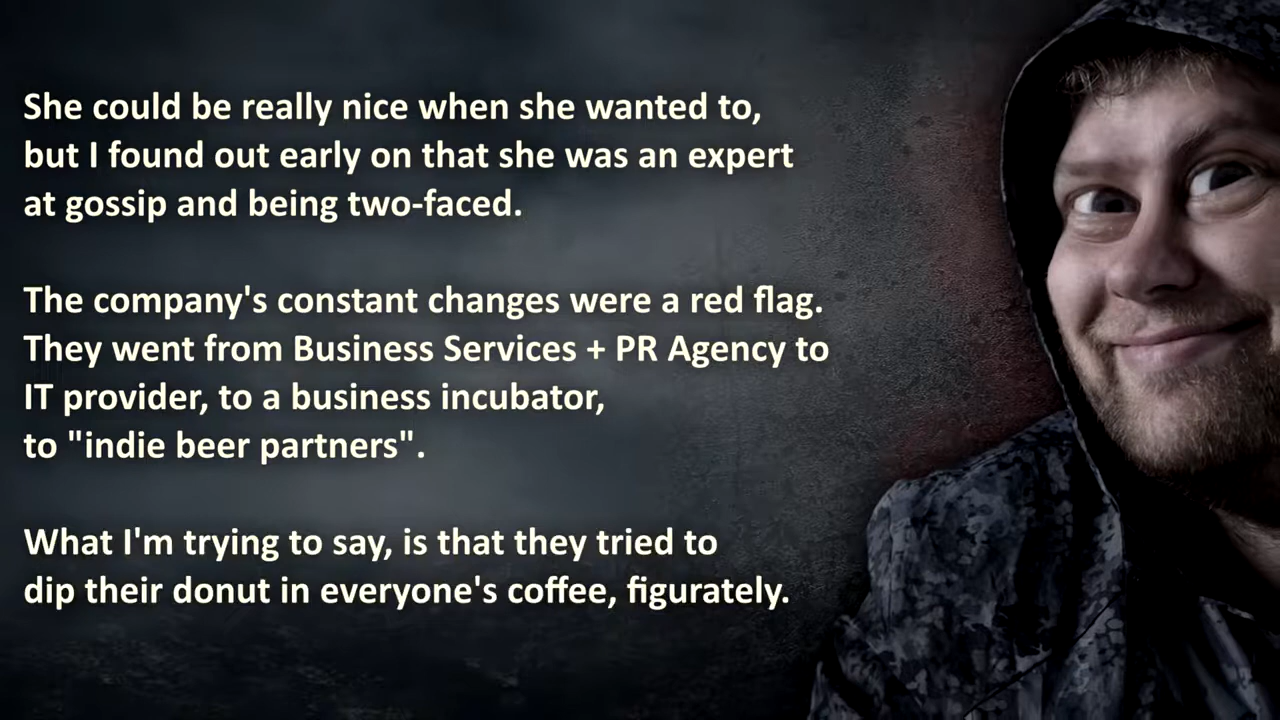 She could be really nice when she wanted to,
but I found out early on that she was an expert
at gossip and being two-faced.
The company's constant changes were a red flag.
They went from Business Services + PR Agency to
IT provider, to a business incubator,
to "indie beer partners".
What I'm trying to say, is that they tried to
dip their donut in everyone's coffee, figurately.